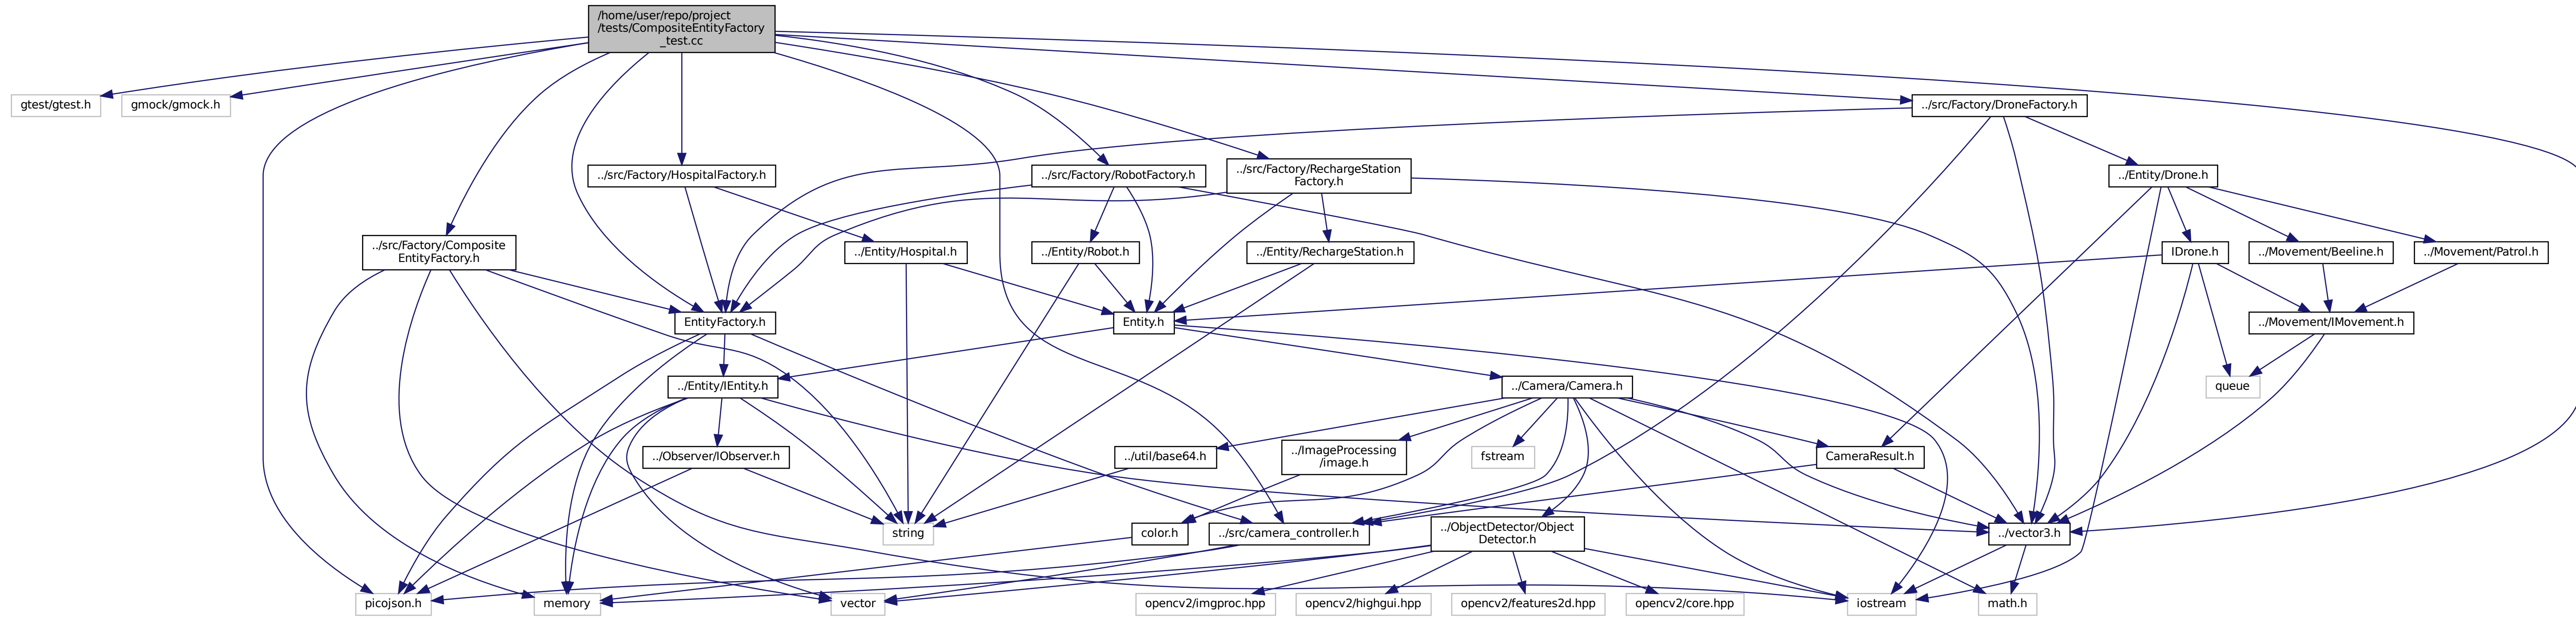 /home/user/repo/project
/tests/CompositeEntityFactory
_test.cc
gtest/gtest.h
gmock/gmock.h
../src/Factory/DroneFactory.h
../src/Factory/HospitalFactory.h
../src/Factory/RobotFactory.h
../src/Factory/RechargeStation
Factory.h
../Entity/Drone.h
../src/Factory/Composite
EntityFactory.h
../Entity/Hospital.h
../Entity/Robot.h
../Entity/RechargeStation.h
IDrone.h
../Movement/Beeline.h
../Movement/Patrol.h
EntityFactory.h
Entity.h
../Movement/IMovement.h
../Entity/IEntity.h
../Camera/Camera.h
queue
../Observer/IObserver.h
../util/base64.h
../ImageProcessing
/image.h
fstream
CameraResult.h
string
color.h
../src/camera_controller.h
../ObjectDetector/Object
Detector.h
../vector3.h
picojson.h
memory
vector
opencv2/imgproc.hpp
opencv2/highgui.hpp
opencv2/features2d.hpp
opencv2/core.hpp
iostream
math.h